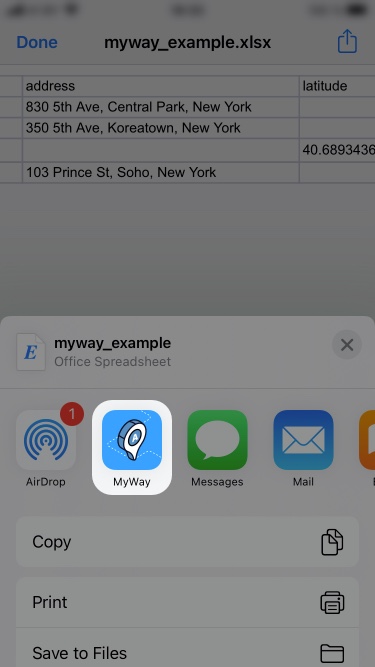 Done myway_example.xlsx
address latitude
830 5th Ave, Central Park, New York
350 5th Ave, Koreatown, New York
40.6893436
103 Prince St, Soho, New York
E myway_example
Office Spreadsheet
1
AirDrop MyWay Messages Mail
Copy
Print
Save to Files